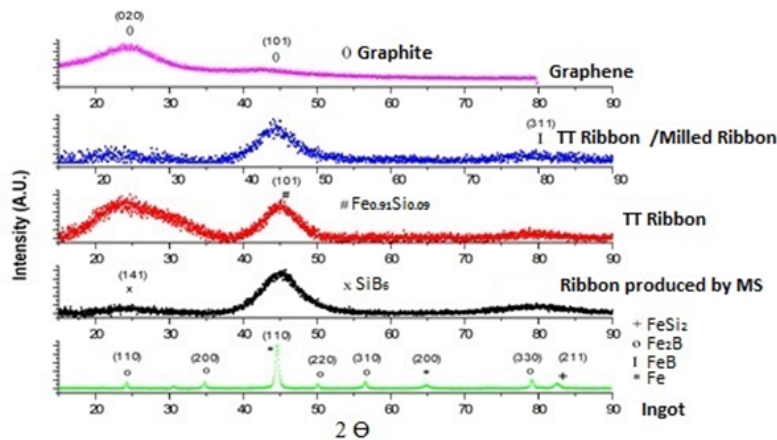 (020)
0
(101)
0
0 Graphite
Graphene
20 30 40 50 60 70 80 90
(311)
I
TT Ribbon /Milled Ribbon
20 30 40 50 60 70 80 90
(101)
#
#Fe0.91Si0.09
TT Ribbon
20 30 40 50 60 70 80 90
(141)
x
x SiB6
Ribbon produced by MS
20 30 40 50 60 70 80 90
+ FeSi2
o Fe2B
I FeB
* Fe
(110)
o
(200)
o
(110)
*
(220)
o
(310)
o
(200)
*
(330)
o
(211)
+
Ingot
20 30 40 50 60 70 80 90
2 Ɵ
Intensity (A.U.)